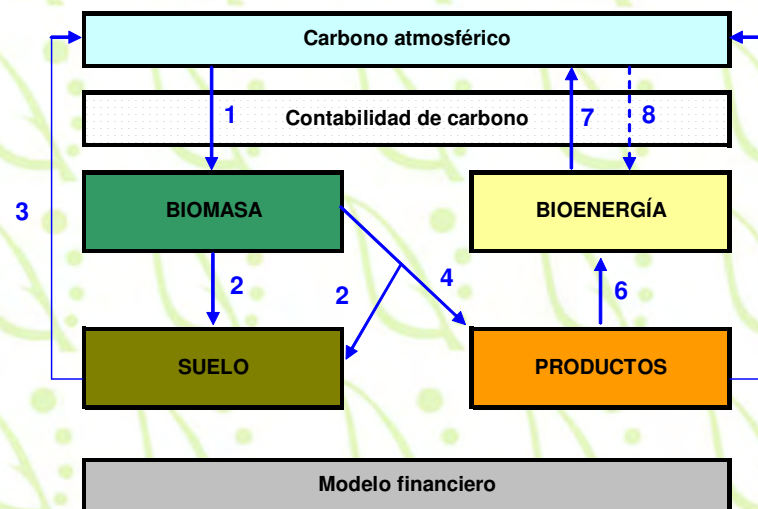 Carbono atmosférico
1
Contabilidad de carbono
7
8
3
BIOMASA
BIOENERGÍA
2
2
4
6
SUELO
PRODUCTOS
Modelo financiero